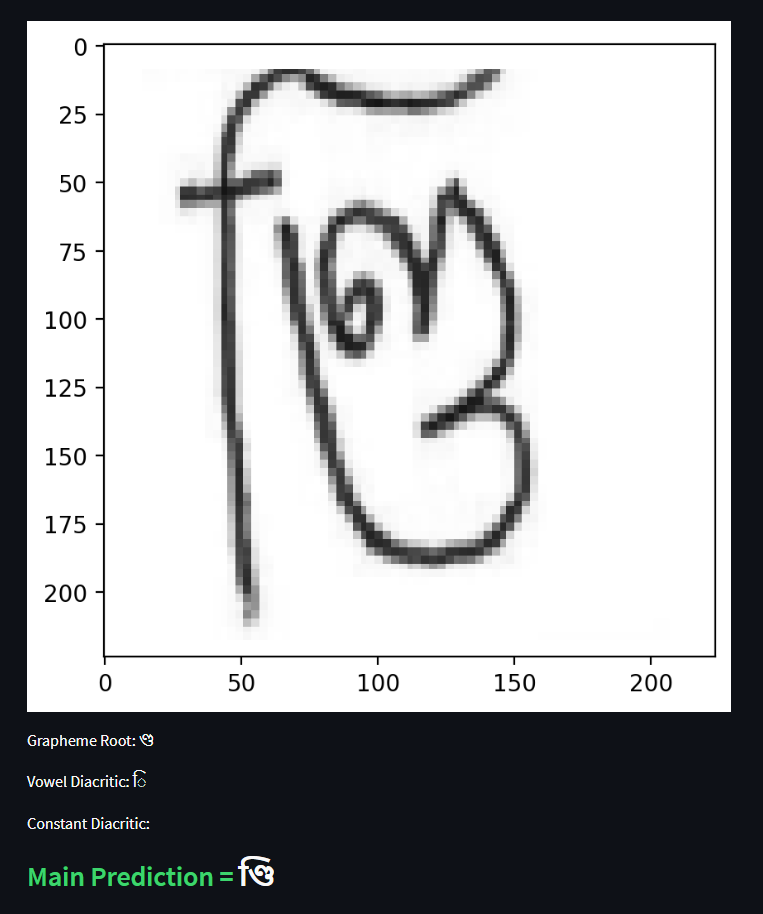 ঞ্জি
0
25
50
75
100
125
150
175
200
0 50 100 150 200
Grapheme Root: ঞ্জ
Vowel Diacritic: ি
Constant Diacritic:
Main Prediction = ঞ্জি